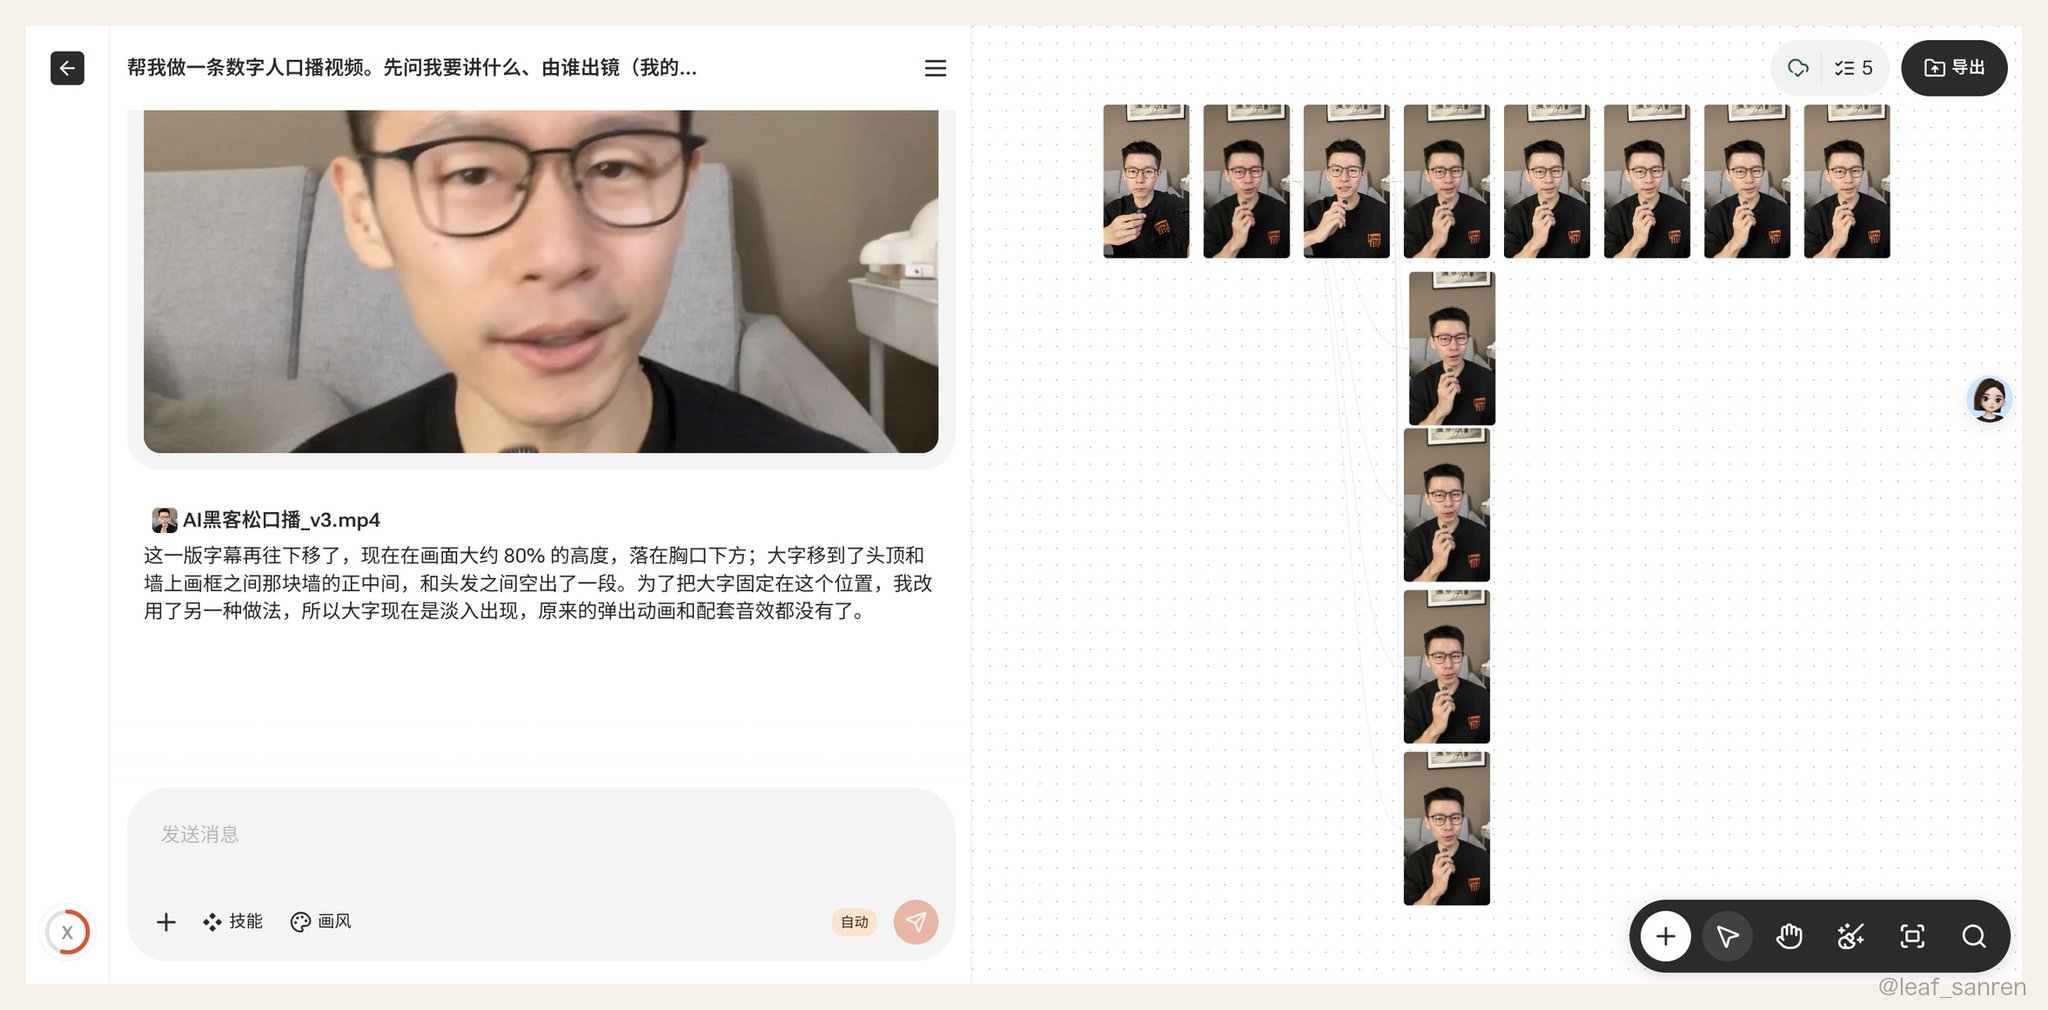 帮我做一条数字人口播视频。先问我要讲什么、由谁出镜（我的...
5
导出
AI黑客松口播_v3.mp4
这一版字幕再往下移了，现在在画面大约 80% 的高度，落在胸口下方；大字移到了头顶和
墙上画框之间那块墙的正中间，和头发之间空出了一段。为了把大字固定在这个位置，我改
用了另一种做法，所以大字现在是淡入出现，原来的弹出动画和配套音效都没有了。
发送消息
技能
画风
自动
X
@leaf_sanren